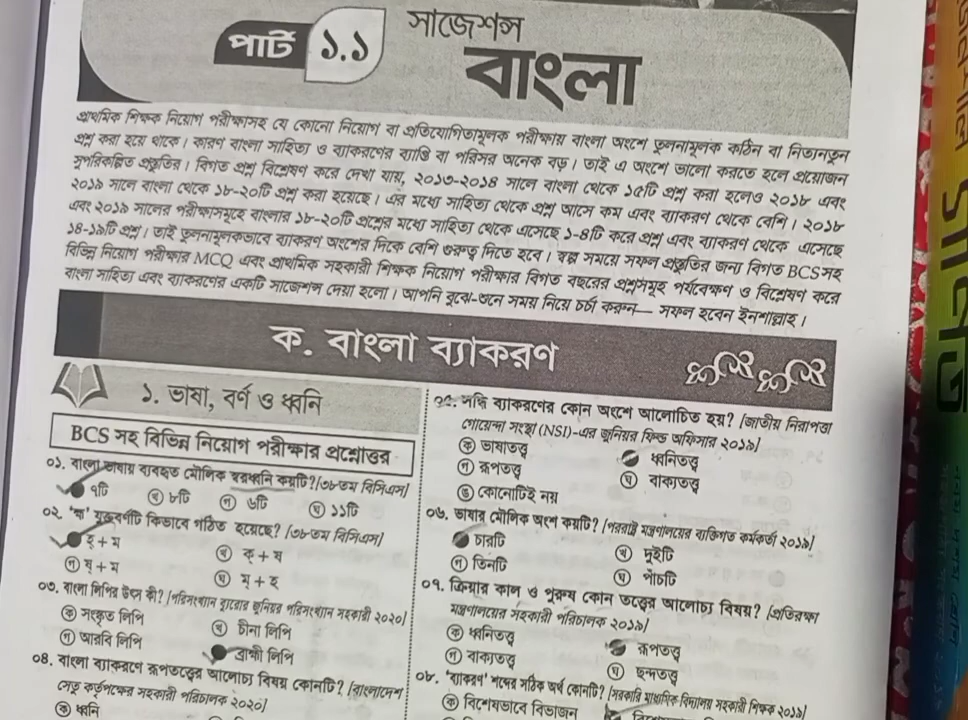 পার্ট ১.১
সাজেশন্স
বাংলা
প্রাথমিক শিক্ষক নিয়োগ পরীক্ষাসহ যে কোনো নিয়োগ বা প্রতিযোগিতামূলক পরীক্ষায় বাংলা অংশে তুলনামূলক কঠিন বা নিত্যনতুন
প্রশ্ন করা হয়ে থাকে। কারণ বাংলা সাহিত্য ও ব্যাকরণের ব্যাপ্তি বা পরিসর অনেক বড়। তাই এ অংশে ভালো করতে হলে প্রয়োজন
সুপরিকল্পিত প্রস্তুতির। বিগত প্রশ্ন বিশ্লেষণ করে দেখা যায়, ২০১৩-২০১৪ সালে বাংলা থেকে ১৫টি প্রশ্ন করা হলেও ২০১৮ এবং
২০১৯ সালে বাংলা থেকে ১৮-২০টি প্রশ্ন করা হয়েছে। এর মধ্যে সাহিত্য থেকে প্রশ্ন আসে কম এবং ব্যাকরণ থেকে বেশি। ২০১৮
এবং ২০১৯ সালের পরীক্ষাসমূহে বাংলার ১৮-২০টি প্রশ্নের মধ্যে সাহিত্য থেকে এসেছে ১-৪টি করে প্রশ্ন এবং ব্যাকরণ থেকে এসেছে
১৪-১৯টি প্রশ্ন। তাই তুলনামূলকভাবে ব্যাকরণ অংশের দিকে বেশি গুরুত্ব দিতে হবে। স্বল্প সময়ে সফল প্রস্তুতির জন্য বিগত BCS সহ
বিভিন্ন নিয়োগ পরীক্ষার MCQ এবং প্রাথমিক সহকারী শিক্ষক নিয়োগ পরীক্ষার বিগত বছরের প্রশ্নসমূহ পর্যবেক্ষণ ও বিশ্লেষণ করে
বাংলা সাহিত্য এবং ব্যাকরণের একটি সাজেশন্স দেয়া হলো। আপনি বুঝে-শুনে সময় নিয়ে চর্চা করুন— সফল হবেন ইনশাল্লাহ।
ক. বাংলা ব্যাকরণ
১. ভাষা, বর্ণ ও ধ্বনি
BCS সহ বিভিন্ন নিয়োগ পরীক্ষার প্রশ্নোত্তর
০১. বাংলা ভাষায় ব্যবহৃত মৌলিক স্বরধ্বনি কয়টি? [৩৮তম বিসিএস]
৭টি খ ৮টি গ ৬টি ঘ ১১টি
০২. ‘হ্ম’ যুক্তবর্ণটি কিভাবে গঠিত হয়েছে? [৩৮তম বিসিএস]
হ্ + ম খ ক্ + ষ
গ ষ্ + ম ঘ ম্ + হ
০৩. বাংলা লিপির উৎস কী? [পরিসংখ্যান ব্যুরোর জুনিয়র পরিসংখ্যান সহকারী ২০২০]
ক সংস্কৃত লিপি খ চীনা লিপি
গ আরবি লিপি ব্রাহ্মী লিপি
০৪. বাংলা ব্যাকরণে রূপতত্ত্বের আলোচ্য বিষয় কোনটি? [বাংলাদেশ
সেতু কর্তৃপক্ষের সহকারী পরিচালক ২০২০]
ক ধ্বনি
০৫. সন্ধি ব্যাকরণের কোন অংশে আলোচিত হয়? [জাতীয় নিরাপত্তা
গোয়েন্দা সংস্থা (NSI)-এর জুনিয়র ফিল্ড অফিসার ২০১৯]
ক ভাষাতত্ত্ব ধ্বনিতত্ত্ব
গ রূপতত্ত্ব ঘ বাক্যতত্ত্ব
ঙ কোনোটিই নয়
০৬. ভাষার মৌলিক অংশ কয়টি? [পররাষ্ট্র মন্ত্রণালয়ের ব্যক্তিগত কর্মকর্তা ২০১৯]
চারটি খ দুইটি
গ তিনটি ঘ পাঁচটি
০৭. ক্রিয়ার কাল ও পুরুষ কোন তত্ত্বের আলোচ্য বিষয়? [প্রতিরক্ষা
মন্ত্রণালয়ের সহকারী পরিচালক ২০১৯]
ক ধ্বনিতত্ত্ব রূপতত্ত্ব
গ বাক্যতত্ত্ব ঘ ছন্দতত্ত্ব
০৮. ‘ব্যাকরণ’ শব্দের সঠিক অর্থ কোনটি? [সরকারি মাধ্যমিক বিদ্যালয় সহকারী শিক্ষক ২০১৯]
ক বিশেষভাবে বিভাজন